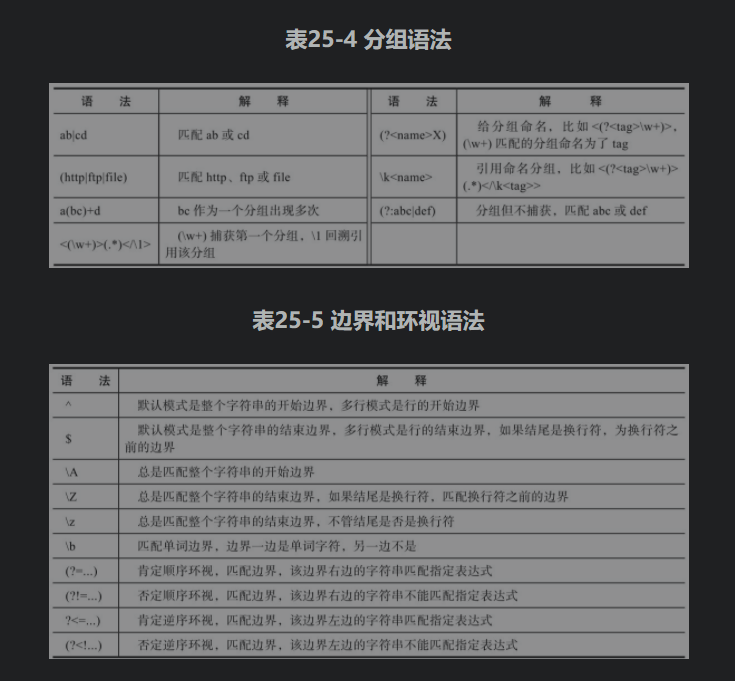 表25-4 分组语法
语 法 解 释 语 法 解 释
ab|cd 匹配 ab 或 cd (?<name>X) 给分组命名，比如 <(?<tag>\w+)>，
(\w+) 匹配的分组命名为了 tag
(http|ftp|file) 匹配 http、ftp 或 file \k<name> 引用命名分组，比如 <(?<tag>\w+)>
(.*)</\k<tag>>
a(bc)+d bc 作为一个分组出现多次 (?:abc|def) 分组但不捕获，匹配 abc 或 def
<(\w+)>(.*)</\1> (\w+) 捕获第一个分组，\1 回溯引
用该分组
表25-5 边界和环视语法
语 法 解 释
^ 默认模式是整个字符串的开始边界，多行模式是行的开始边界
$ 默认模式是整个字符串的结束边界，多行模式是行的结束边界，如果结尾是换行符，为换行符之
前的边界
\A 总是匹配整个字符串的开始边界
\Z 总是匹配整个字符串的结束边界，如果结尾是换行符，匹配换行符之前的边界
\z 总是匹配整个字符串的结束边界，不管结尾是否是换行符
\b 匹配单词边界，边界一边是单词字符，另一边不是
(?=...) 肯定顺序环视，匹配边界，该边界右边的字符串匹配指定表达式
(?!=...) 否定顺序环视，匹配边界，该边界右边的字符串不能匹配指定表达式
?<=...) 肯定逆序环视，匹配边界，该边界左边的字符串匹配指定表达式
(?<!...) 否定逆序环视，匹配边界，该边界左边的字符串不能匹配指定表达式